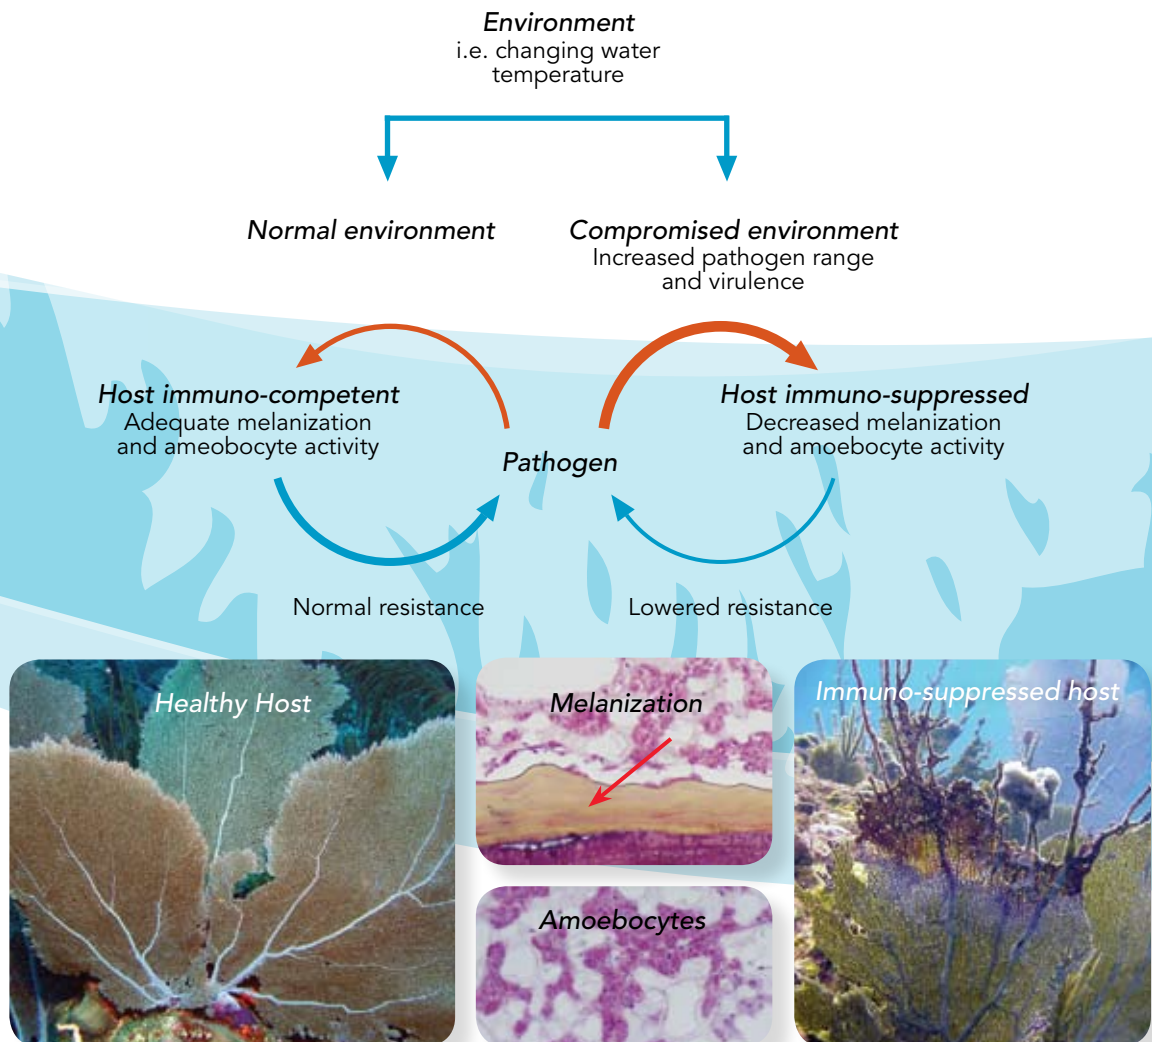 Environment
i.e. changing water
temperature
Normal environment
Compromised environment
Increased pathogen range
and virulence
Host immuno-competent
Adequate melanization
and ameobocyte activity
Host immuno-suppressed
Decreased melanization
and amoebocyte activity
Pathogen
Normal resistance
Lowered resistance
Healthy Host
Melanization
Immuno-suppressed host
Amoebocytes